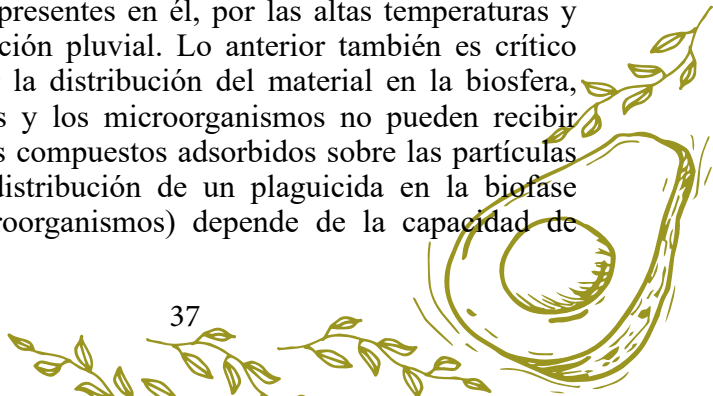 presentes en él, por las altas temperaturas y
ción pluvial. Lo anterior también es crítico
la distribución del material en la biosfera,
s y los microorganismos no pueden recibir
s compuestos adsorbidos sobre las partículas
distribución de un plaguicida en la biofase
roorganismos) depende de la capacidad de
37